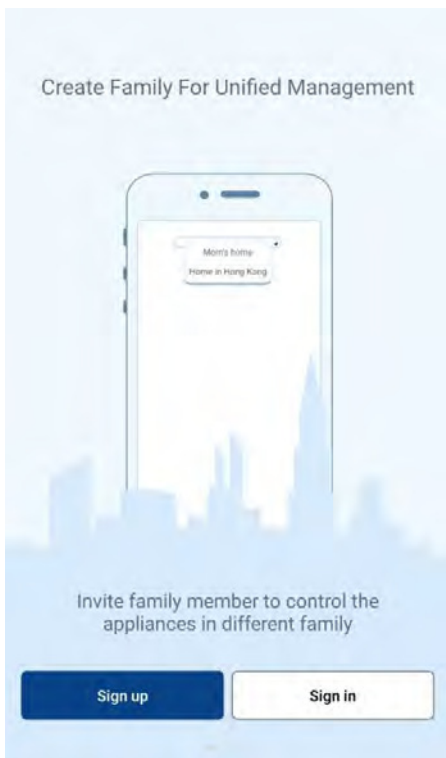 Create Family For Unified Management
Mom's home
Home in Hong Kong
Invite family member to control the
appliances in different family
Sign up
Sign in